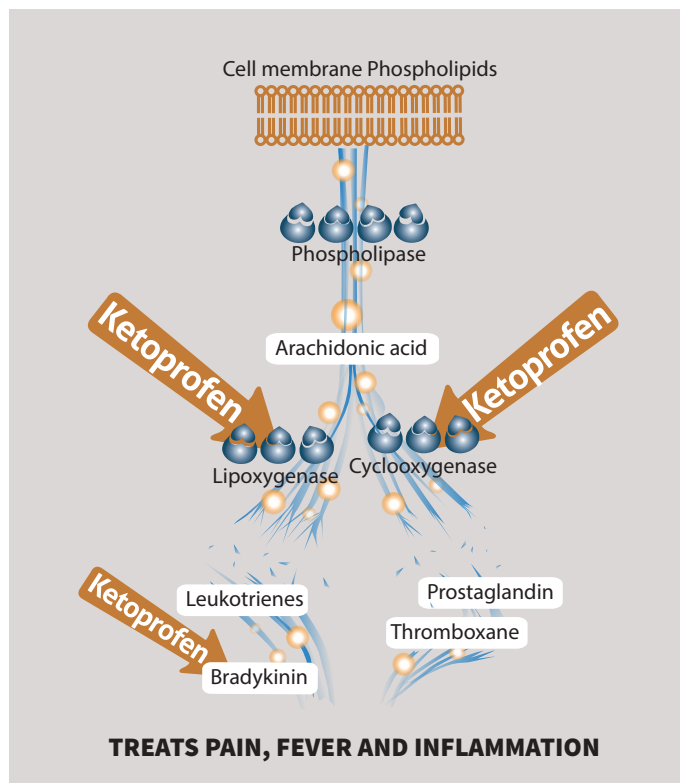 Cell membrane Phospholipids
Phospholipase
Ketoprofen
Ketoprofen
Arachidonic acid
Lipoxygenase
Cyclooxygenase
Ketoprofen
Leukotrienes
Prostaglandin
Thromboxane
Bradykinin
TREATS PAIN, FEVER AND INFLAMMATION